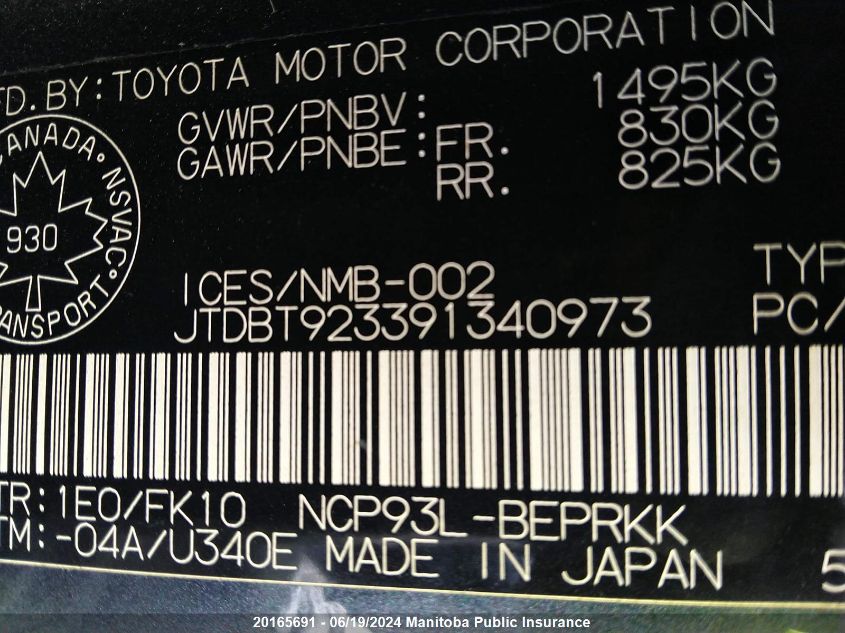 FD. BY: TOYOTA MOTOR CORPORATION
GVWR/PNBV: 1495KG
GAWR/PNBE: FR. 830KG
RR. 825KG
CANADA NSVAC TRANSPORT
930
ICES/NMB-002 TYP
JTDBT923391340973 PC/
TR: 1E0/FK10 NCP93L-BEPRKK
TM: -04A/U340E MADE IN JAPAN 5
20165691 - 06/19/2024 Manitoba Public Insurance